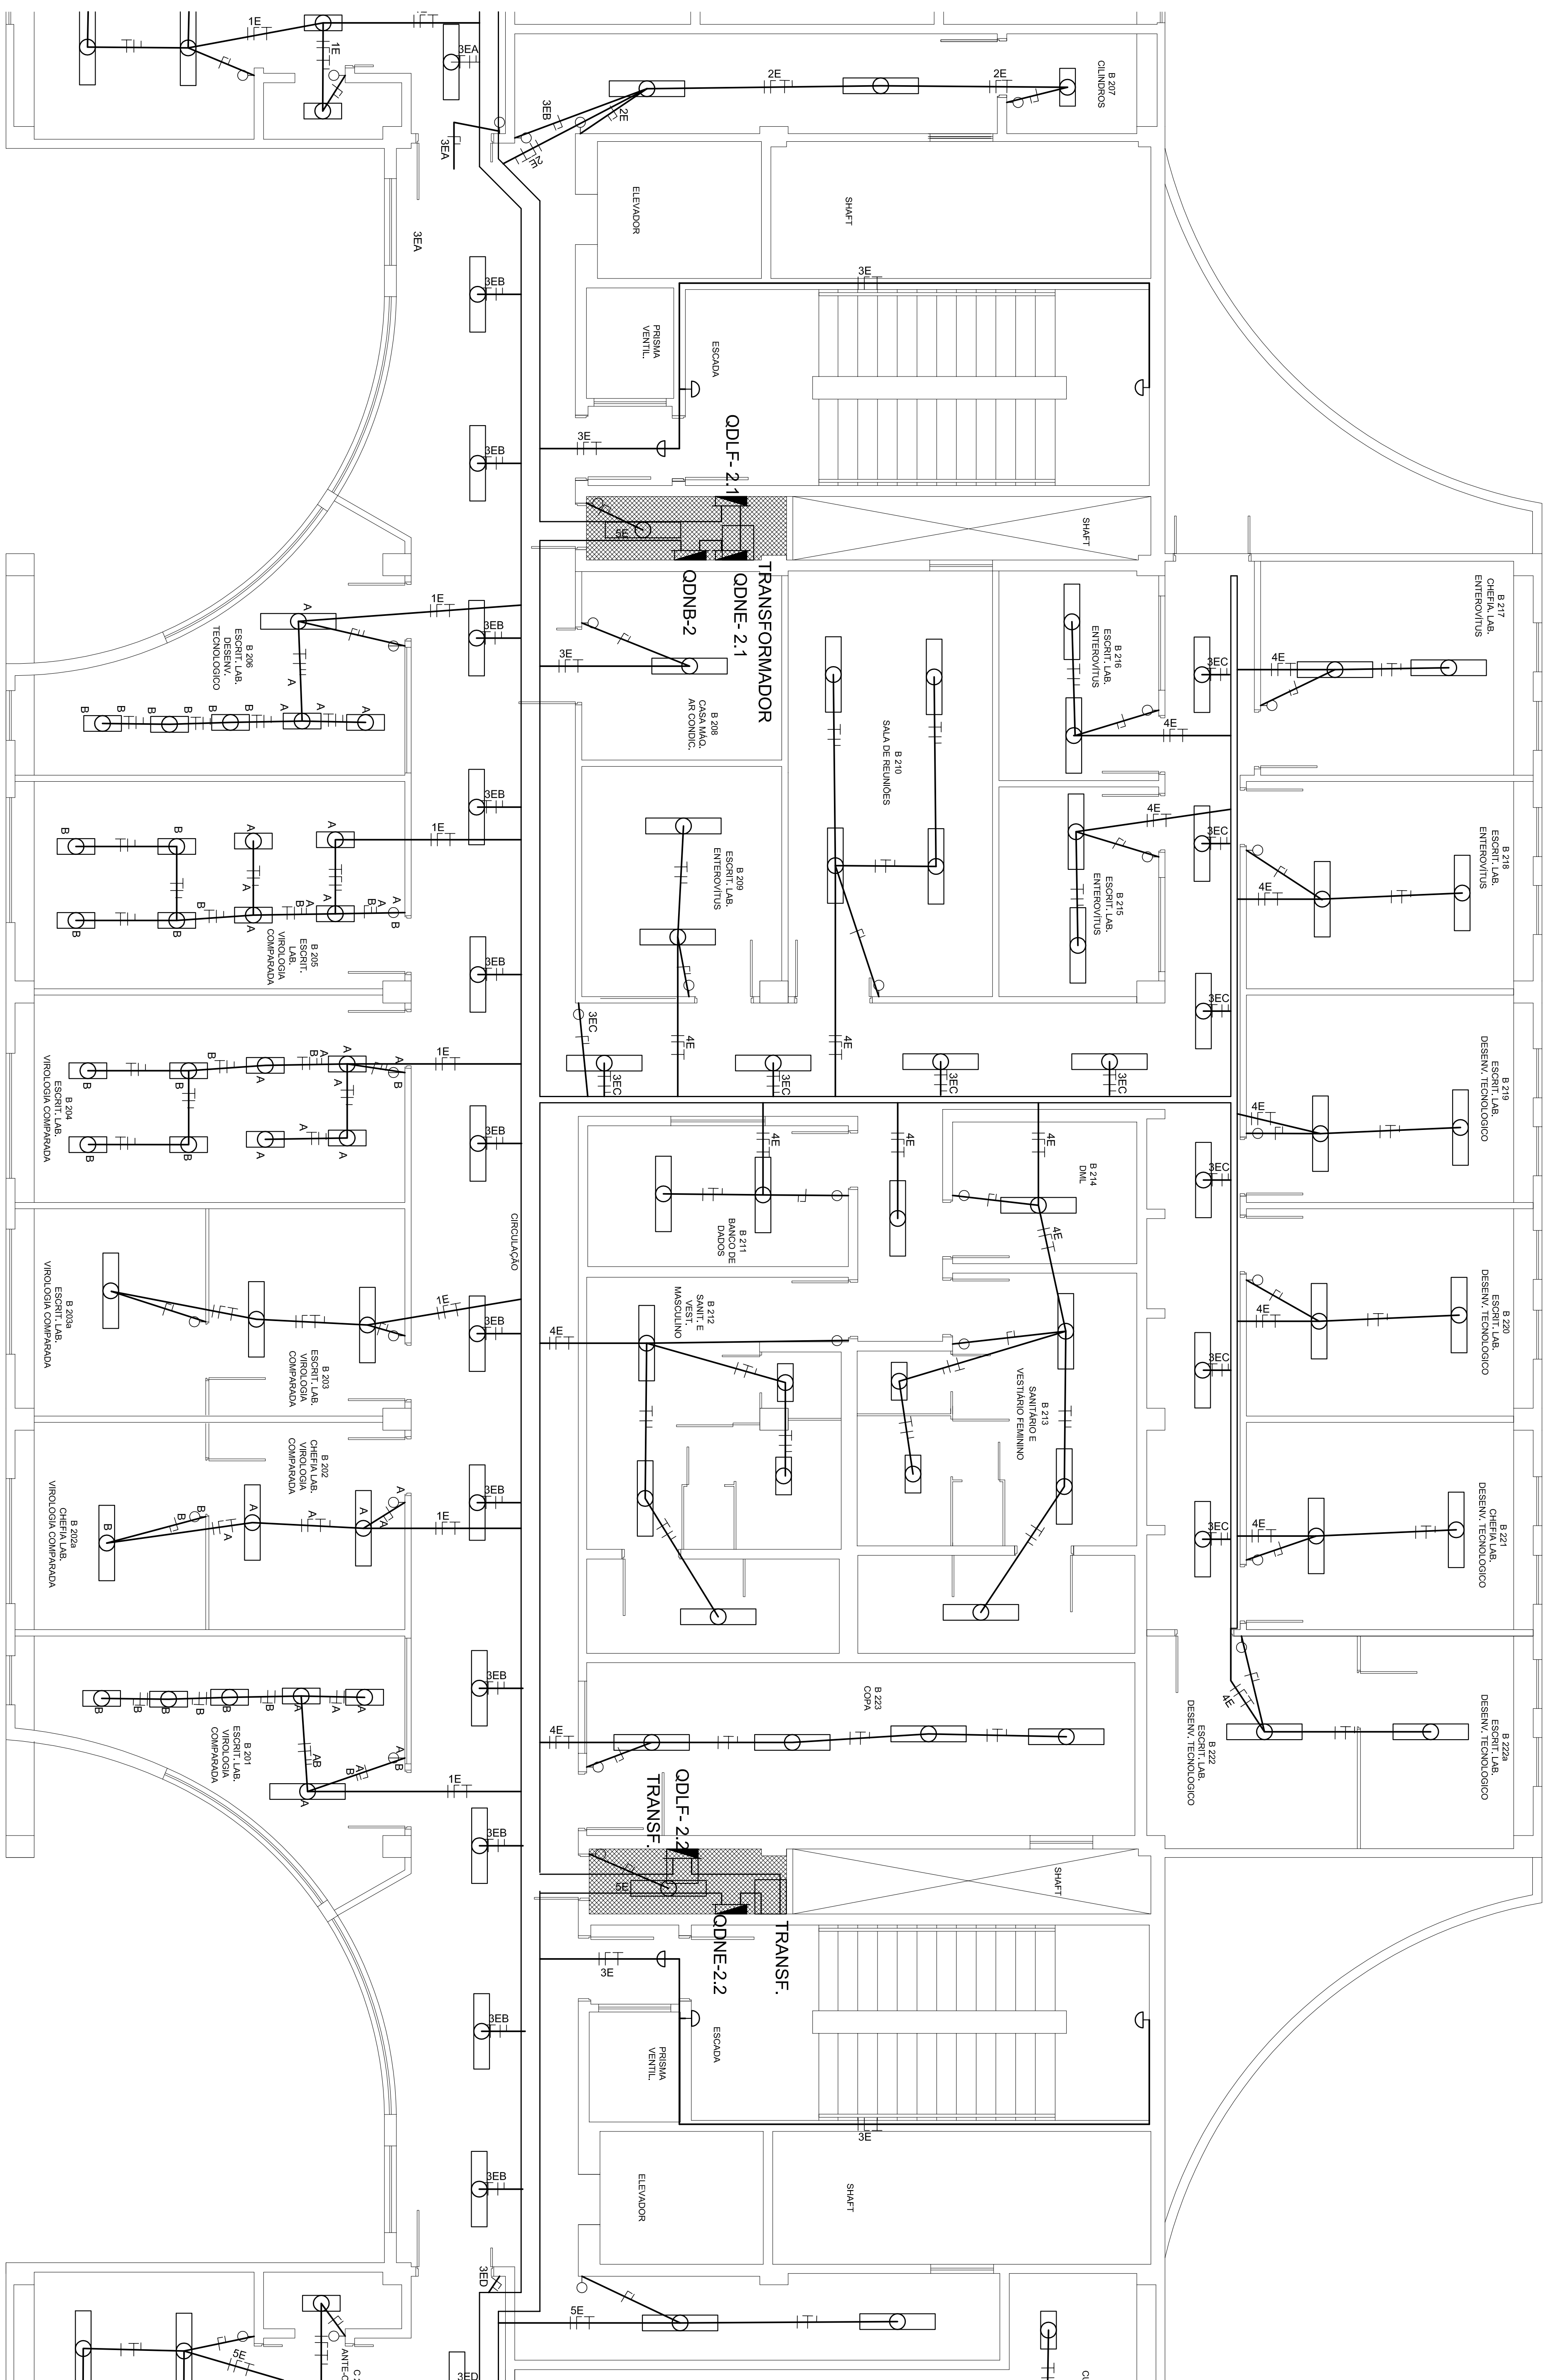 1E
1E
3EA
3EA
3EA
3EB
2E
2E
2E
2E
B 207
CILINDROS
ELEVADOR
SHAFT
3EB
3E
PRISMA
VENTIL.
ESCADA
3EB
3E
QDLF- 2.1
5E
SHAFT
QDNB-2
QDNE- 2.1
TRANSFORMADOR
1E
A
3EB
A
B 206
ESCRIT. LAB.
DESENV.
TECNOLOGICO
B
B
B
B
B
B
A
A
A
3E
B 208
CASA MÁQ.
AR CONDIC.
B 210
SALA DE REUNIÕES
B 216
ESCRIT. LAB.
ENTEROVÍTUS
4E
3EC
4E
B 217
CHEFIA. LAB.
ENTEROVÍTUS
3EB
1E
B
B
A
A
A
B
B
B
A
B
A
B
A
A
B
B 205
ESCRIT.
LAB.
VIROLOGIA
COMPARADA
B 209
ESCRIT. LAB.
ENTEROVÍTUS
4E
B 215
ESCRIT. LAB.
ENTEROVÍTUS
3EC
4E
B 218
ESCRIT. LAB.
ENTEROVÍTUS
3EB
3EC
3EC
4E
4E
3EC
3EC
3EC
3EC
B 204
ESCRIT. LAB.
VIROLOGIA COMPARADA
1E
B
B
B
A
B
A
A
A
B
A
B
B
A
A
A
3EB
4E
B 219
ESCRIT. LAB.
DESENV. TECNOLOGICO
4E
4E
4E
B 214
DML
4E
B 211
BANCO DE
DADOS
3EC
CIRCULAÇÃO
B 203a
ESCRIT. LAB.
VIROLOGIA COMPARADA
B 203
ESCRIT. LAB.
VIROLOGIA
COMPARADA
1E
3EB
4E
B 212
SANIT. E
VEST.
MASCULINO
B 213
SANITÁRIO E
VESTIÁRIO FEMININO
4E
3EC
B 220
ESCRIT. LAB.
DESENV. TECNOLOGICO
B 202a
CHEFIA LAB.
VIROLOGIA COMPARADA
B 202
CHEFIA LAB.
VIROLOGIA
COMPARADA
B
B
B
A
A
A
A
A
A
1E
3EB
3EC
4E
B 221
CHEFIA LAB.
DESENV. TECNOLOGICO
B
B
B
B
B
B
A
A
A
AB
A
A
B
A
B
B 201
ESCRIT. LAB.
VIROLOGIA
COMPARADA
1E
3EB
4E
B 223
COPA
4E
B 222
ESCRIT. LAB.
DESENV. TECNOLOGICO
B 222a
ESCRIT. LAB.
DESENV. TECNOLOGICO
3EB
TRANSF.
QDLF- 2.2
5E
SHAFT
QDNE-2.2
TRANSF.
3E
3EB
PRISMA
VENTIL.
ESCADA
3E
3EB
ELEVADOR
SHAFT
3ED
5E
5E
3ED